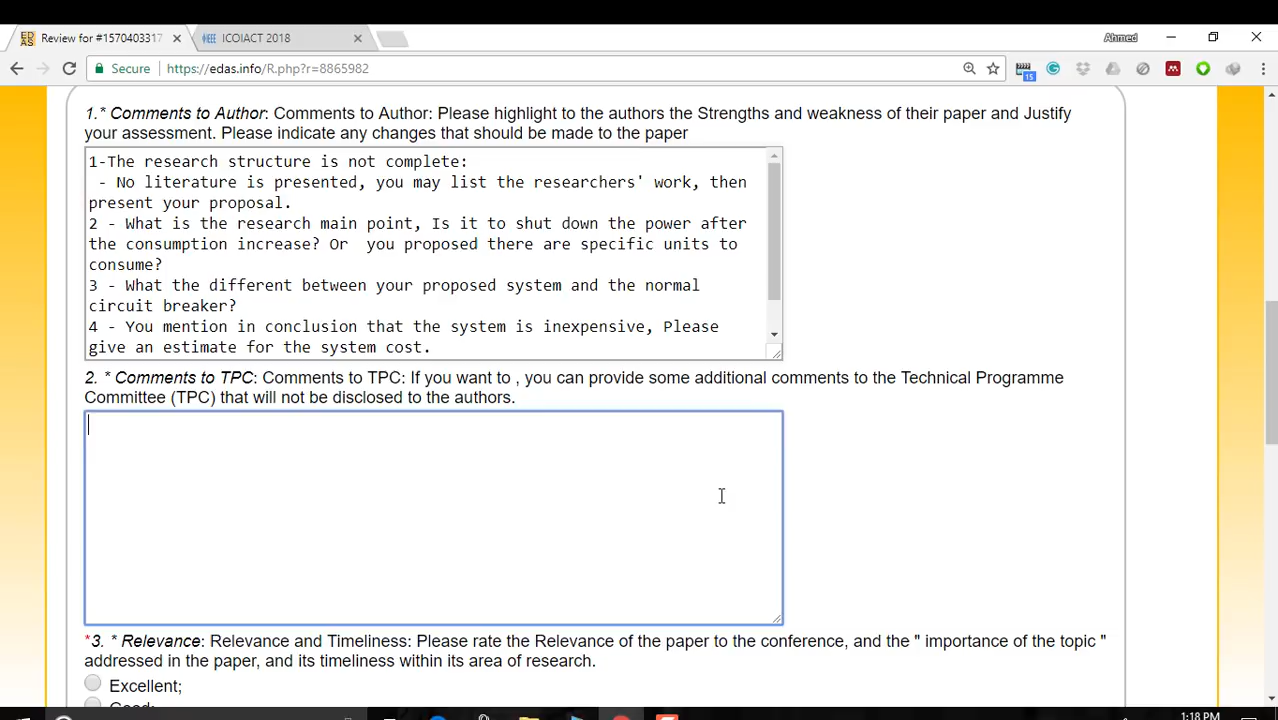 Review for #1570403317
ICOIACT 2018
Ahmed
Secure
https://edas.info/R.php?r=8865982
15
1.* Comments to Author: Comments to Author: Please highlight to the authors the Strengths and weakness of their paper and Justify
your assessment. Please indicate any changes that should be made to the paper
1-The research structure is not complete:
- No literature is presented, you may list the researchers' work, then
present your proposal.
2 - What is the research main point, Is it to shut down the power after
the consumption increase? Or  you proposed there are specific units to
consume?
3 - What the different between your proposed system and the normal
circuit breaker?
4 - You mention in conclusion that the system is inexpensive, Please
give an estimate for the system cost.
2. * Comments to TPC: Comments to TPC: If you want to , you can provide some additional comments to the Technical Programme
Committee (TPC) that will not be disclosed to the authors.
*3. * Relevance: Relevance and Timeliness: Please rate the Relevance of the paper to the conference, and the " importance of the topic "
addressed in the paper, and its timeliness within its area of research.
Excellent;
Good;
1:18 PM